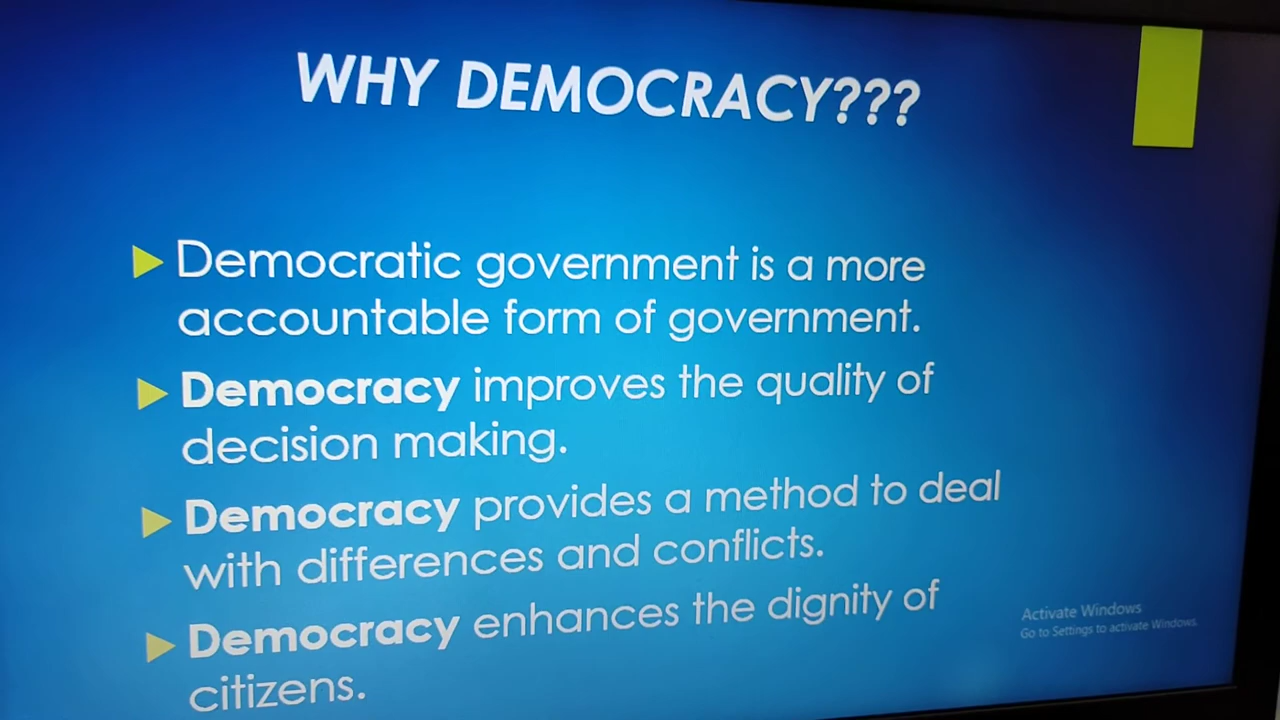 WHY DEMOCRACY???
Democratic government is a more
accountable form of government.
Democracy improves the quality of
decision making.
Democracy provides a method to deal
with differences and conflicts.
Democracy enhances the dignity of
citizens.
Activate Windows
Go to Settings to activate Windows.